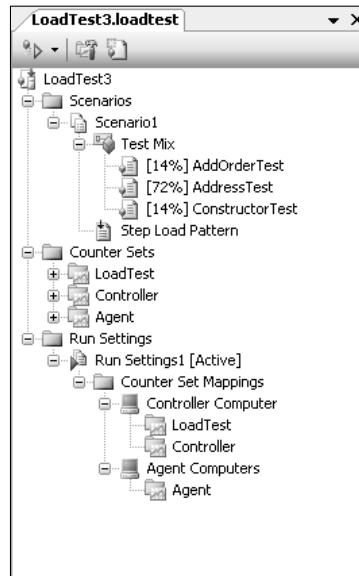 LoadTest3.loadtest
LoadTest3
Scenarios
Scenario1
Test Mix
[14%] AddOrderTest
[72%] AddressTest
[14%] ConstructorTest
Step Load Pattern
Counter Sets
LoadTest
Controller
Agent
Run Settings
Run Settings1 [Active]
Counter Set Mappings
Controller Computer
LoadTest
Controller
Agent Computers
Agent